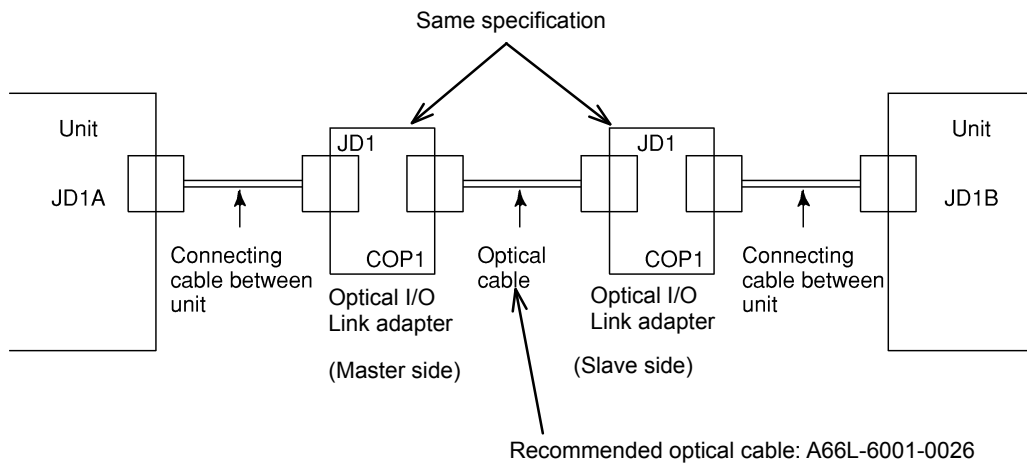 Same specification
Unit
JD1A
JD1
COP1
JD1
COP1
Unit
JD1B
Connecting
cable between
unit
Optical I/O
Link adapter
(Master side)
Optical
cable
Optical I/O
Link adapter
(Slave side)
Connecting
cable between
unit
Recommended optical cable: A66L-6001-0026